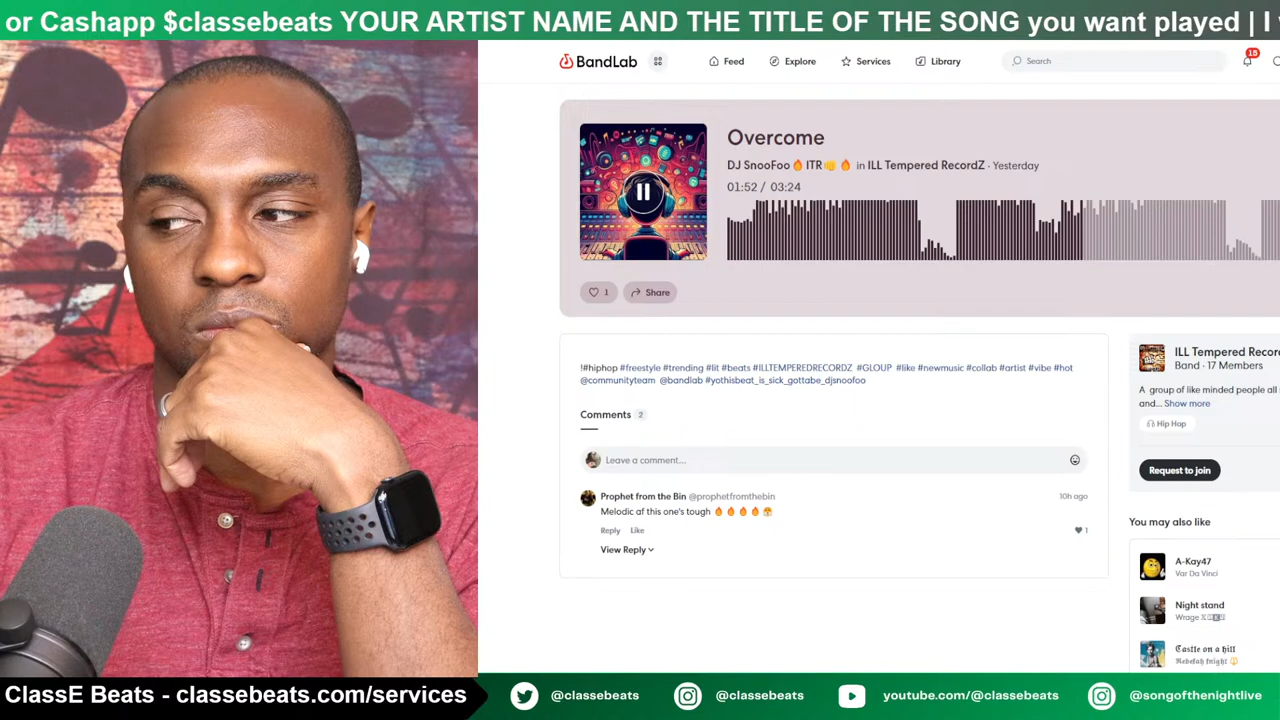 or Cashapp $classebeats YOUR ARTIST NAME AND THE TITLE OF THE SONG you want played | I
BandLab
Feed
Explore
Services
Library
Search
15
Overcome
DJ SnooFoo🔥ITR👊🔥 in ILL Tempered RecordZ · Yesterday
01:52 / 03:24
1
Share
!#hiphop #freestyle #trending #lit #beats #ILLTEMPEREDRECORDZ #GLOUP #like #newmusic #collab #artist #vibe #hot
@communityteam @bandlab #yothisbeat_is_sick_gottabe_djsnoofoo
Comments 2
Leave a comment...
Prophet from the Bin @prophetfromthebin
10h ago
Melodic af this one's tough 🔥🔥🔥🔥😤
Reply Like
1
View Reply
ILL Tempered Recor
Band · 17 Members
A group of like minded people all
and... Show more
Hip Hop
Request to join
You may also like
A-Kay47
Var Da Vinci
Night stand
Wrage
Castle on a hill
Rebekah knight
ClassE Beats - classebeats.com/services
@classebeats
@classebeats
youtube.com/@classebeats
@songofthenightlive